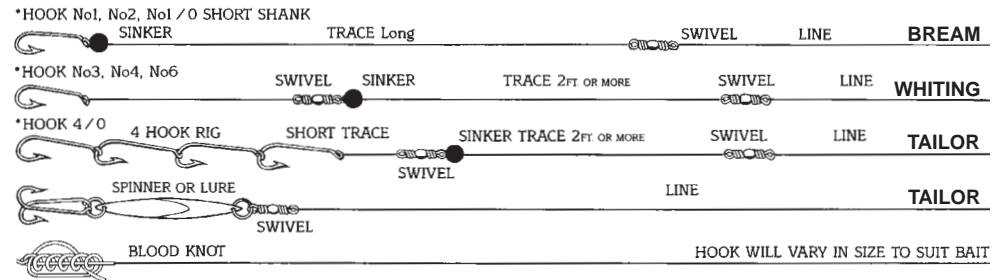 *HOOK No1, No2, No1/0 SHORT SHANK
SINKER TRACE Long SWIVEL LINE BREAM
*HOOK No3, No4, No6
SWIVEL SINKER TRACE 2FT. OR MORE SWIVEL LINE WHITING
*HOOK 4/0
4 HOOK RIG SHORT TRACE SINKER TRACE 2FT. OR MORE SWIVEL LINE TAILOR
SWIVEL
SPINNER OR LURE LINE TAILOR
SWIVEL
BLOOD KNOT HOOK WILL VARY IN SIZE TO SUIT BAIT